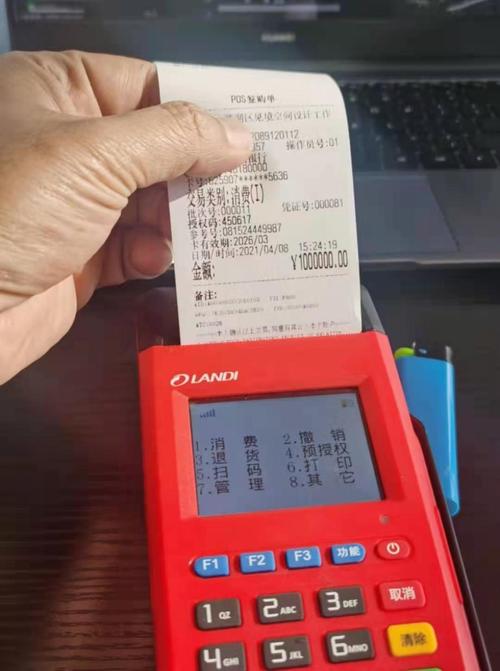 POS签购单
区见境空间设计工作
7089120112
57 操作员号:01
银行
180000
卡号:625907******5636
交易类别:消费(I)
批次号:000011 凭证号:000081
授权码:450617
参考号:081524449987
卡有效期:2026/03
日期/时间:2021/04/08 15:24:19
金额: ¥1000000.00
备注:
LANDI
1.消费 2.撤销
3.退货 4.预授权
5.扫码 6.打印
7.管理 8.其它
F1 F2 F3 功能
1 QZ 2 ABC 3 DEF 取消
4 GHI 5 JKL 6 MNO 清除